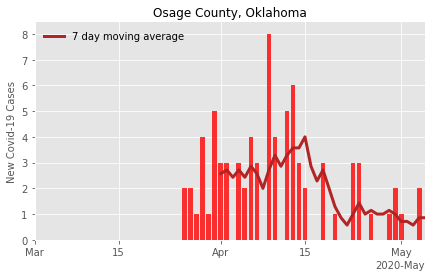 Osage County, Oklahoma
7 day moving average
New Covid-19 Cases
8
7
6
5
4
3
2
1
0
Mar 15 Apr 15 May
2020-May